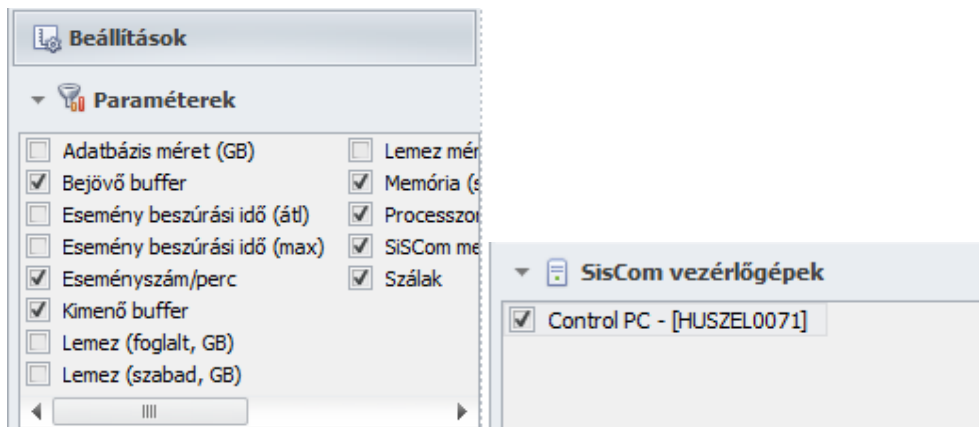 Beállítások
Paraméterek
Adatbázis méret (GB)
Bejövő buffer
Esemény beszúrási idő (átl)
Esemény beszúrási idő (max)
Eseményszám/perc
Kimenő buffer
Lemez (foglalt, GB)
Lemez (szabad, GB)
Lemez mér
Memória (s
Processzor
SiSCom me
Szálak
SisCom vezérlőgépek
Control PC - [HUSZEL0071]